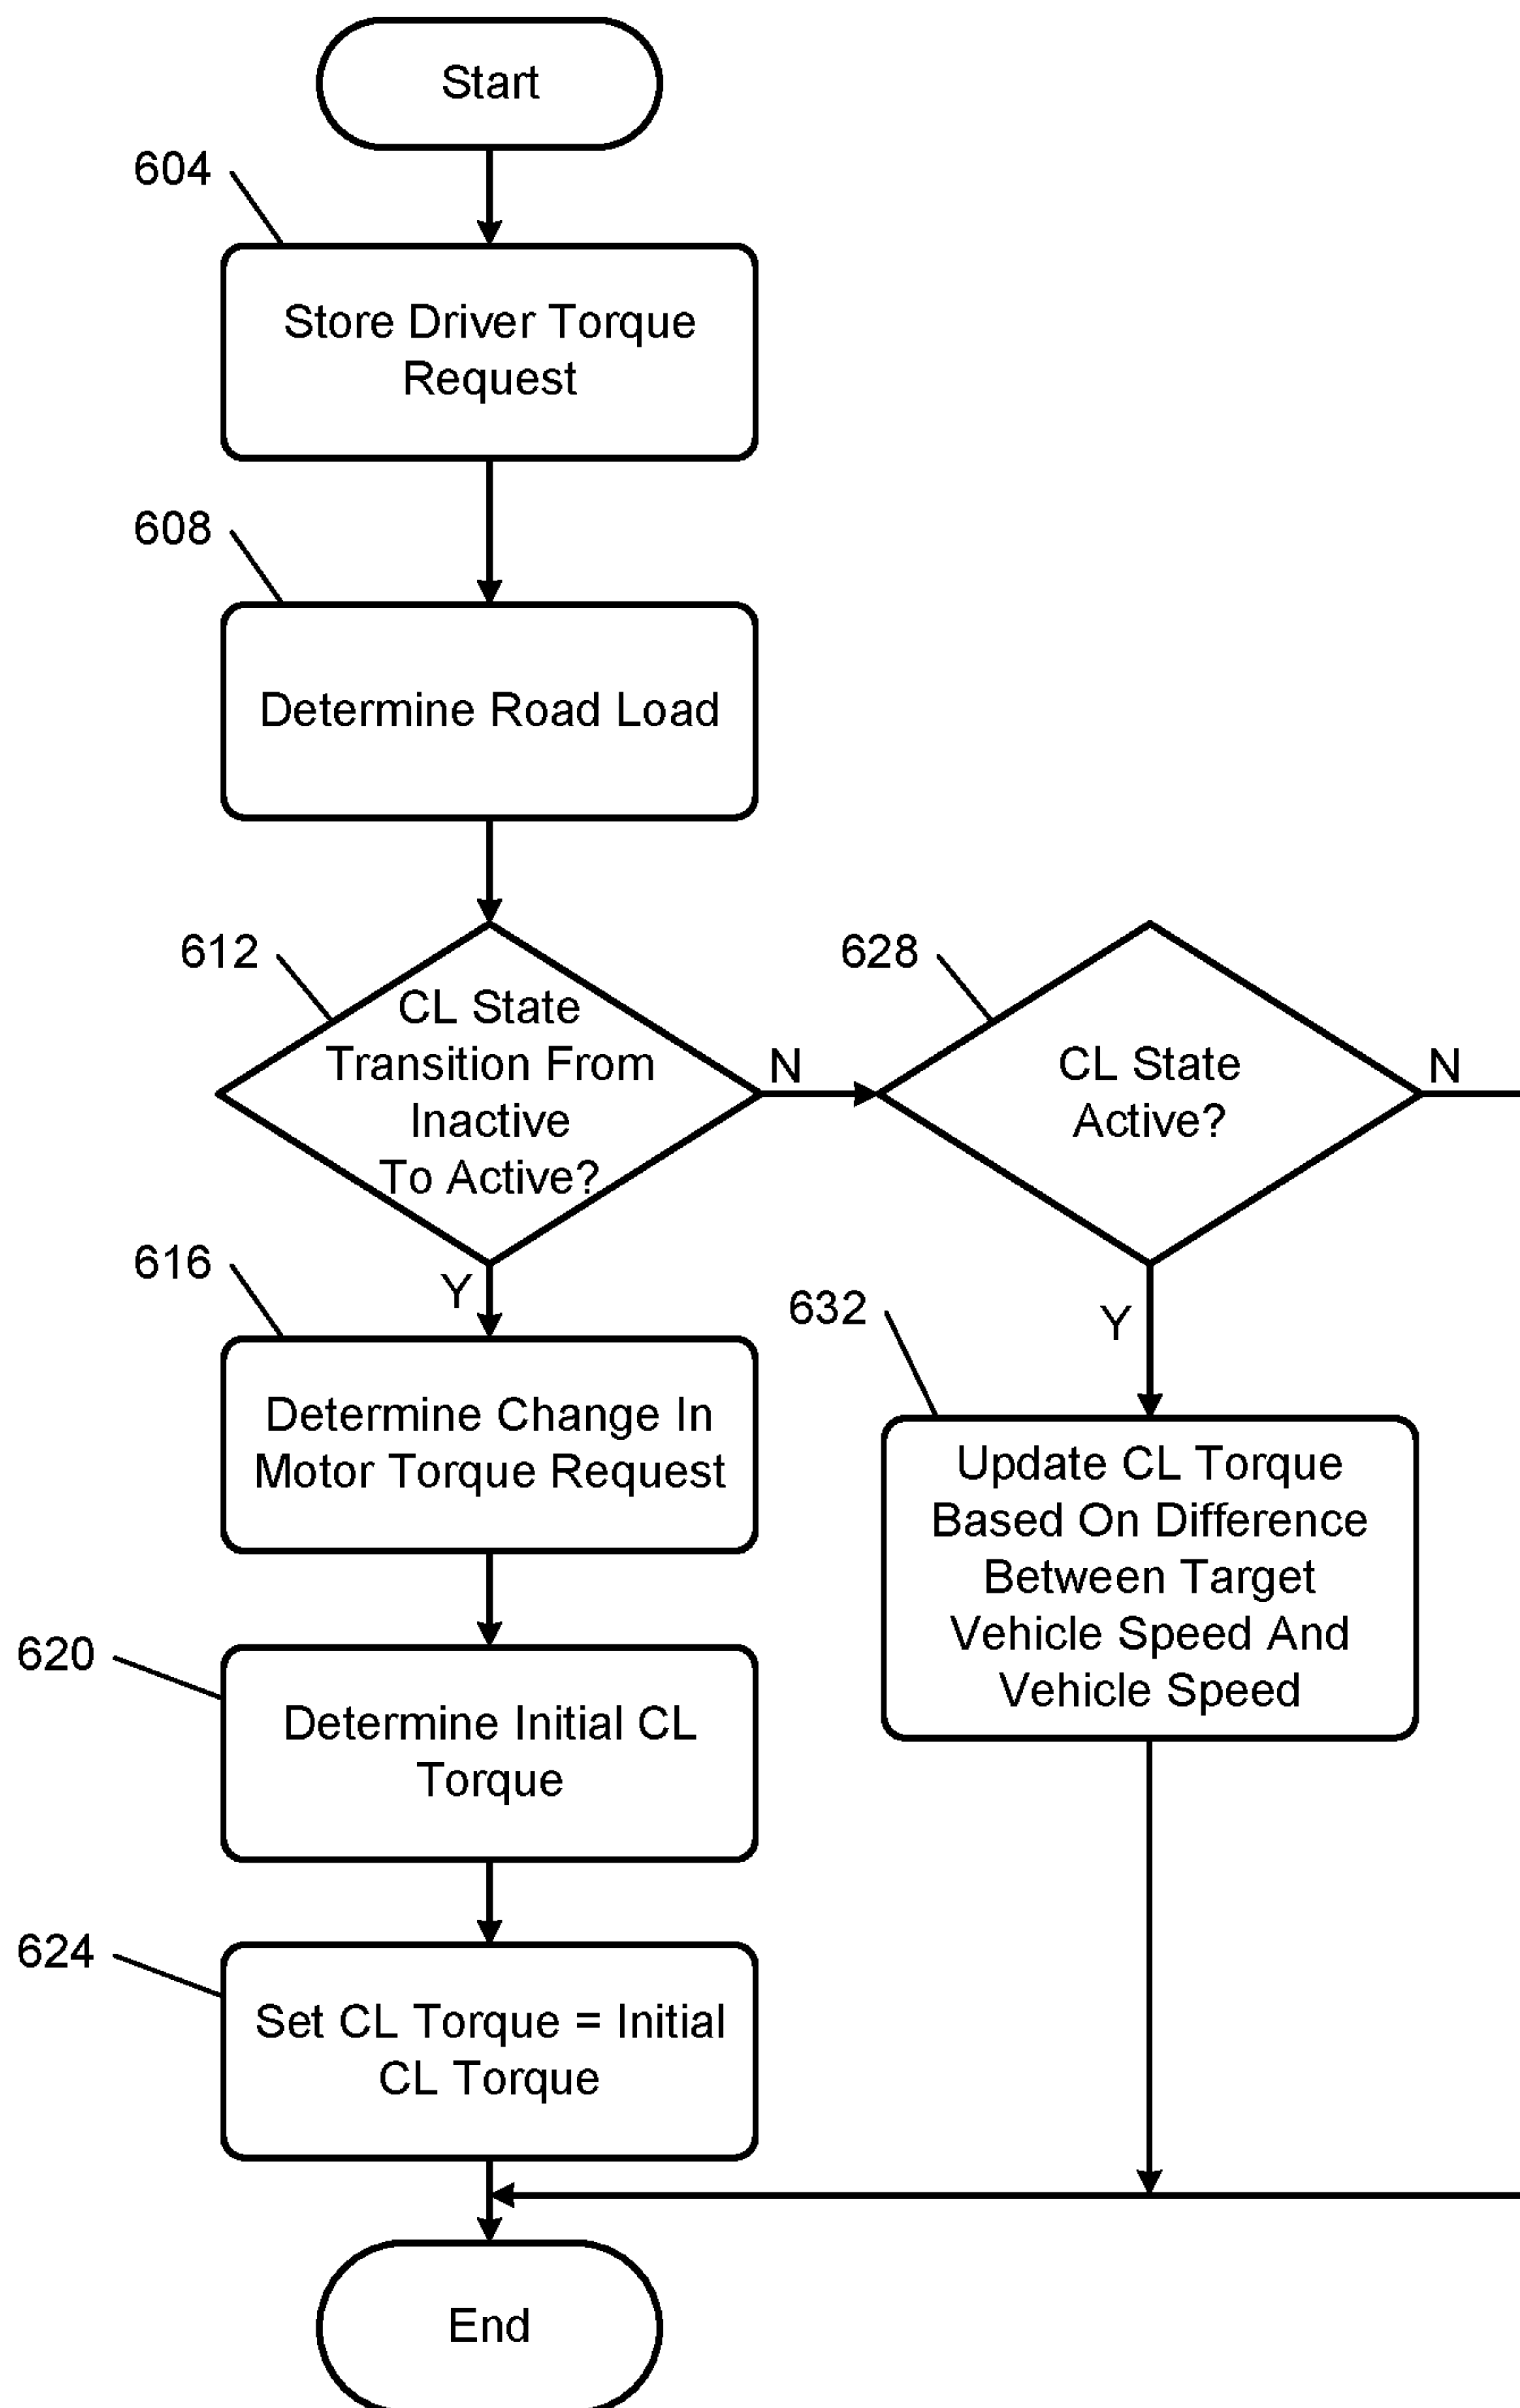 Start
604
Store Driver Torque
Request
608
Determine Road Load
612
CL State
Transition From
Inactive
To Active?
N
628
CL State
Active?
N
Y
616
Determine Change In
Motor Torque Request
Y
632
Update CL Torque
Based On Difference
Between Target
Vehicle Speed And
Vehicle Speed
620
Determine Initial CL
Torque
624
Set CL Torque = Initial
CL Torque
End